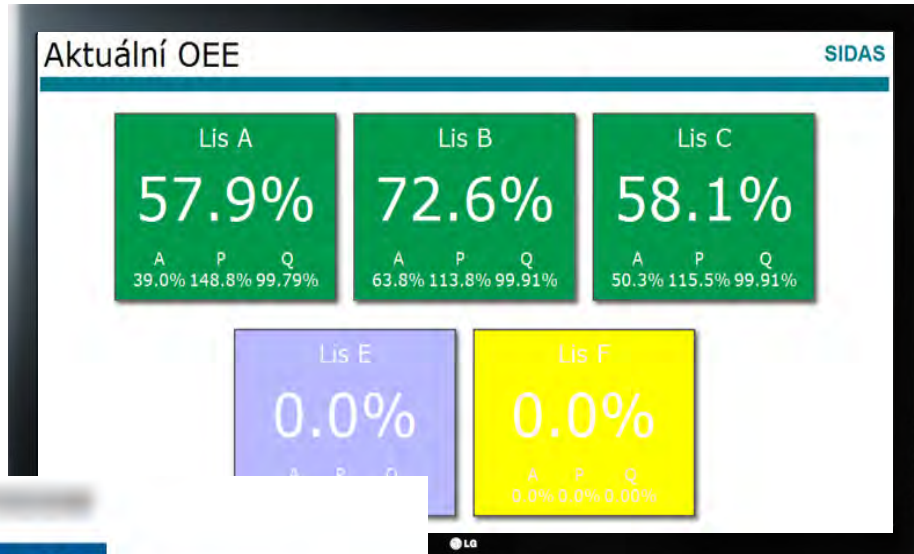 Aktuální OEE
SIDAS
Lis A
57.9%
A P Q
39.0% 148.8% 99.79%
Lis B
72.6%
A P Q
63.8% 113.8% 99.91%
Lis C
58.1%
A P Q
50.3% 115.5% 99.91%
Lis E
0.0%
A P Q
Lis F
0.0%
A P Q
0.0% 0.0% 0.00%
LG